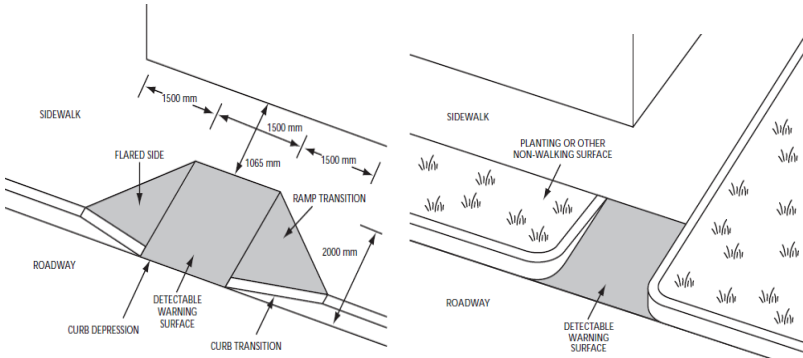 1500 mm
SIDEWALK
1500 mm
1500 mm
FLARED SIDE
1065 mm
RAMP TRANSITION
2000 mm
ROADWAY
DETECTABLE
WARNING
SURFACE
CURB DEPRESSION
CURB TRANSITION
SIDEWALK
PLANTING OR OTHER
NON-WALKING SURFACE
ROADWAY
DETECTABLE
WARNING
SURFACE